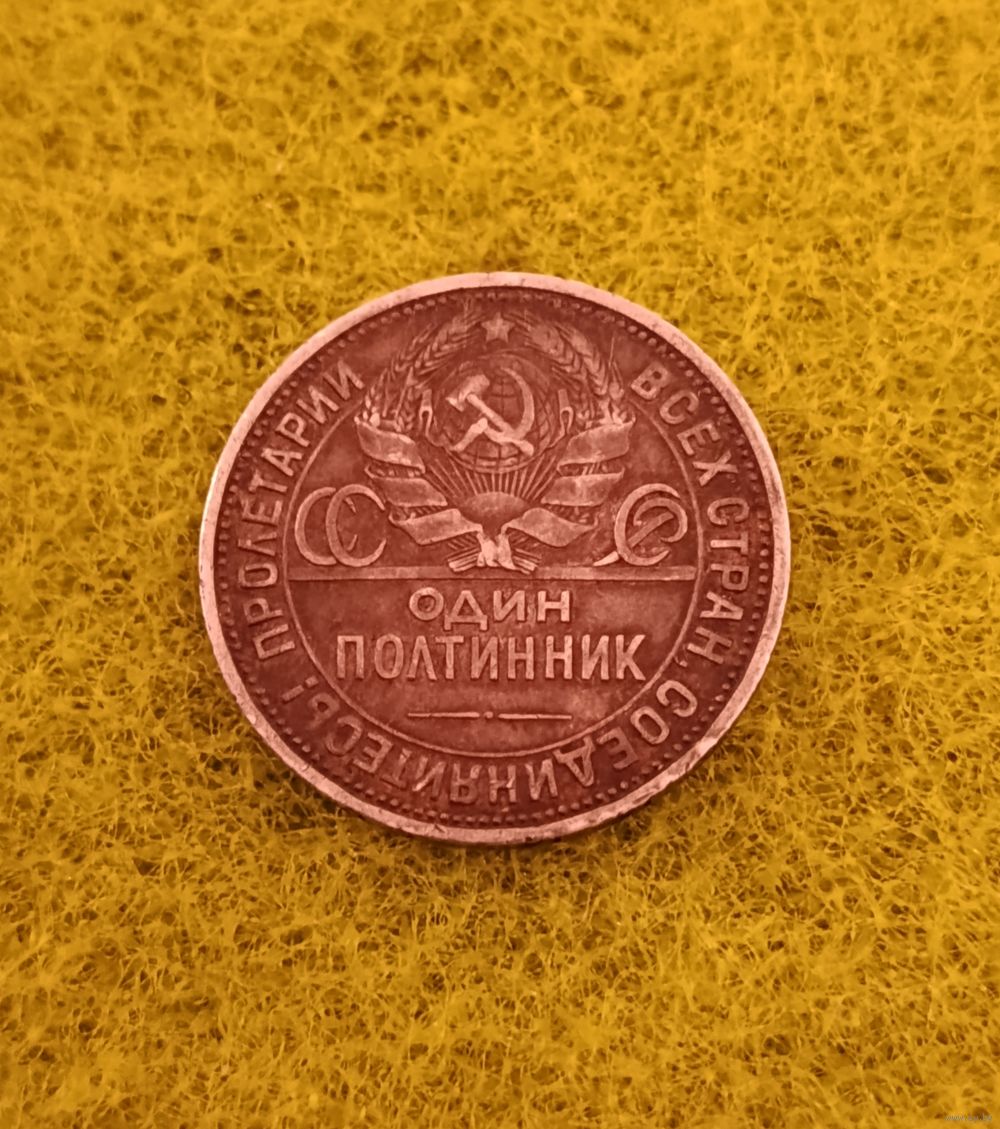 ПРОЛЕТАРИИ ВСЕХ СТРАН, СОЕДИНЯЙТЕСЬ!
СС СР
ОДИН
ПОЛТИННИК